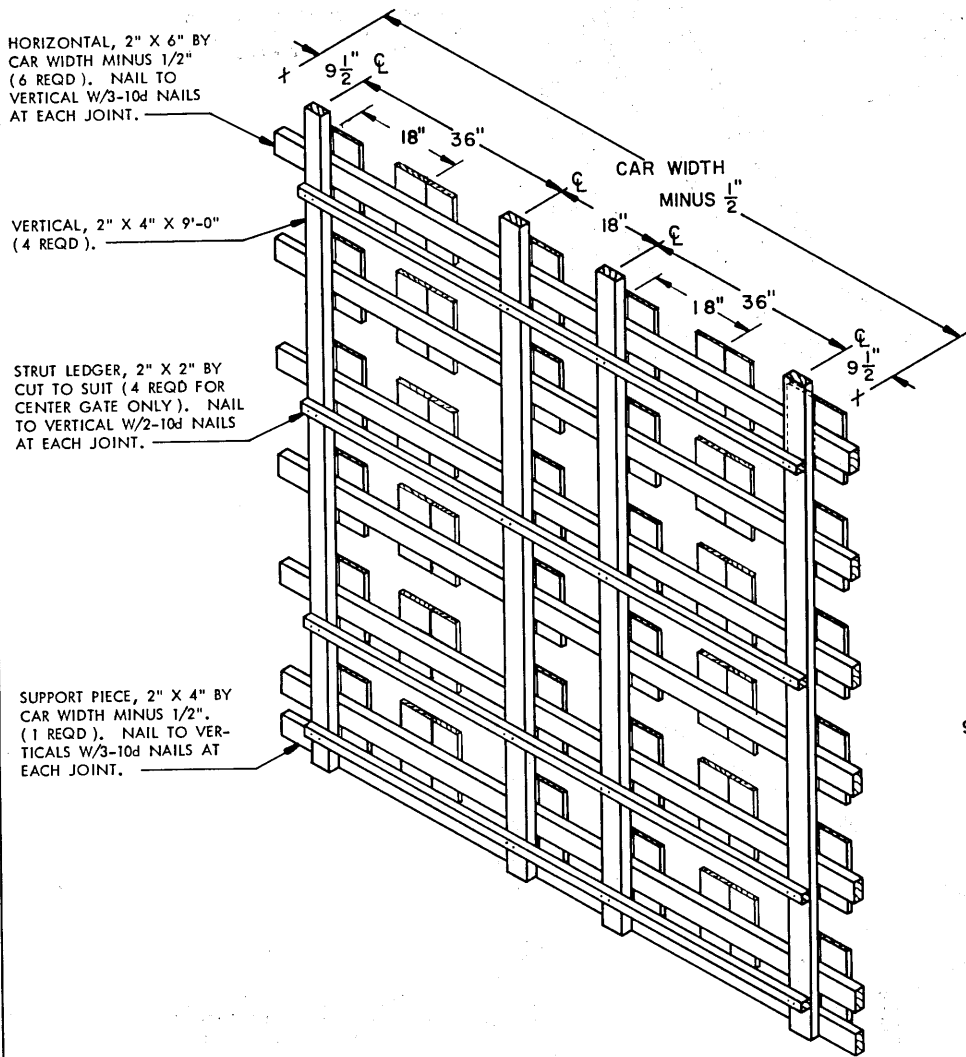 HORIZONTAL, 2" X 6" BY
CAR WIDTH MINUS 1/2"
(6 REQD). NAIL TO
VERTICAL W/3-10d NAILS
AT EACH JOINT.
VERTICAL, 2" X 4" X 9'-0"
(4 REQD).
STRUT LEDGER, 2" X 2" BY
CUT TO SUIT (4 REQD FOR
CENTER GATE ONLY). NAIL
TO VERTICAL W/2-10d NAILS
AT EACH JOINT.
SUPPORT PIECE, 2" X 4" BY
CAR WIDTH MINUS 1/2".
(1 REQD). NAIL TO VER-
TICALS W/3-10d NAILS AT
EACH JOINT.
9 1/2" ℄
18" 36"
℄
CAR WIDTH
MINUS 1/2"
18" ℄
18" 36"
℄
9 1/2"
9